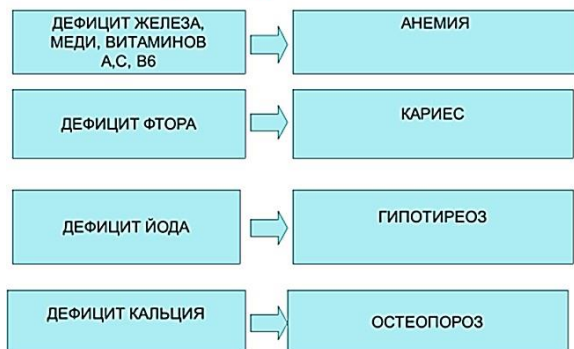 ДЕФИЦИТ ЖЕЛЕЗА,
МЕДИ, ВИТАМИНОВ
А,С, В6
АНЕМИЯ
ДЕФИЦИТ ФТОРА
КАРИЕС
ДЕФИЦИТ ЙОДА
ГИПОТИРЕОЗ
ДЕФИЦИТ КАЛЬЦИЯ
ОСТЕОПОРОЗ